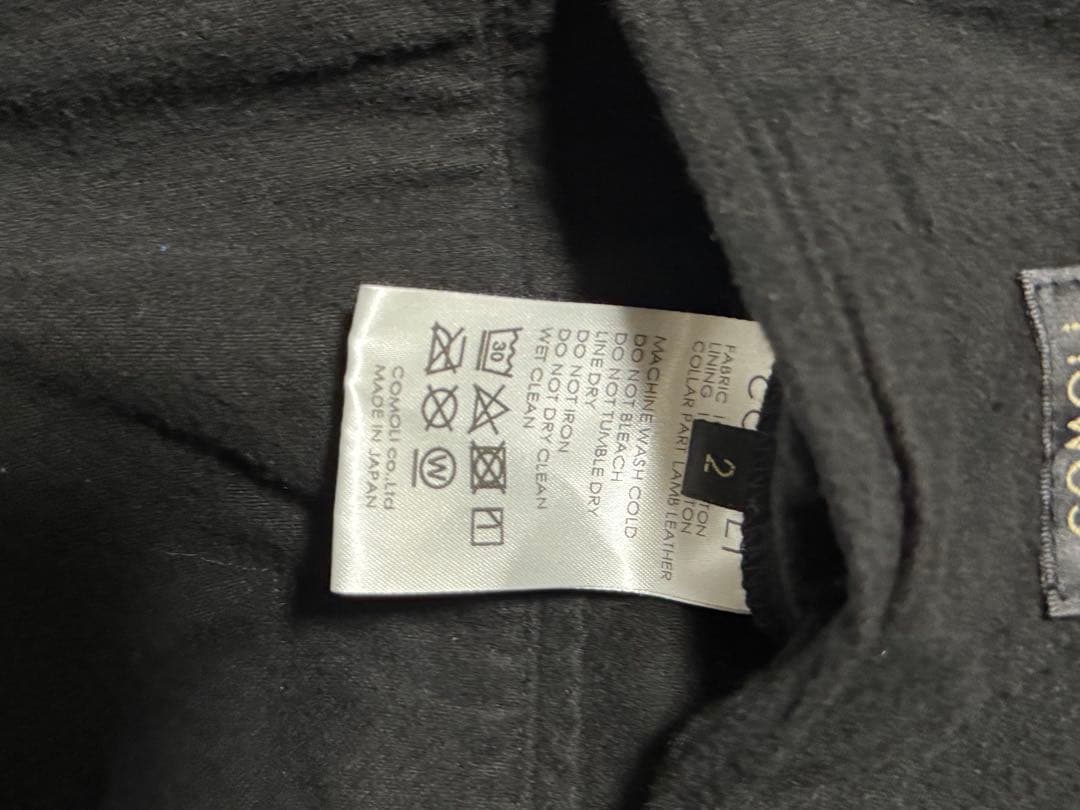 COMOLI
2
FABRIC
LINING
COLLAR PART LAMB LEATHER
MACHINE WASH COLD
DO NOT BLEACH
DO NOT TUMBLE DRY
LINE DRY
DO NOT IRON
DO NOT DRY CLEAN
WET CLEAN
30
W
COMOLI CO.,Ltd
MADE IN JAPAN